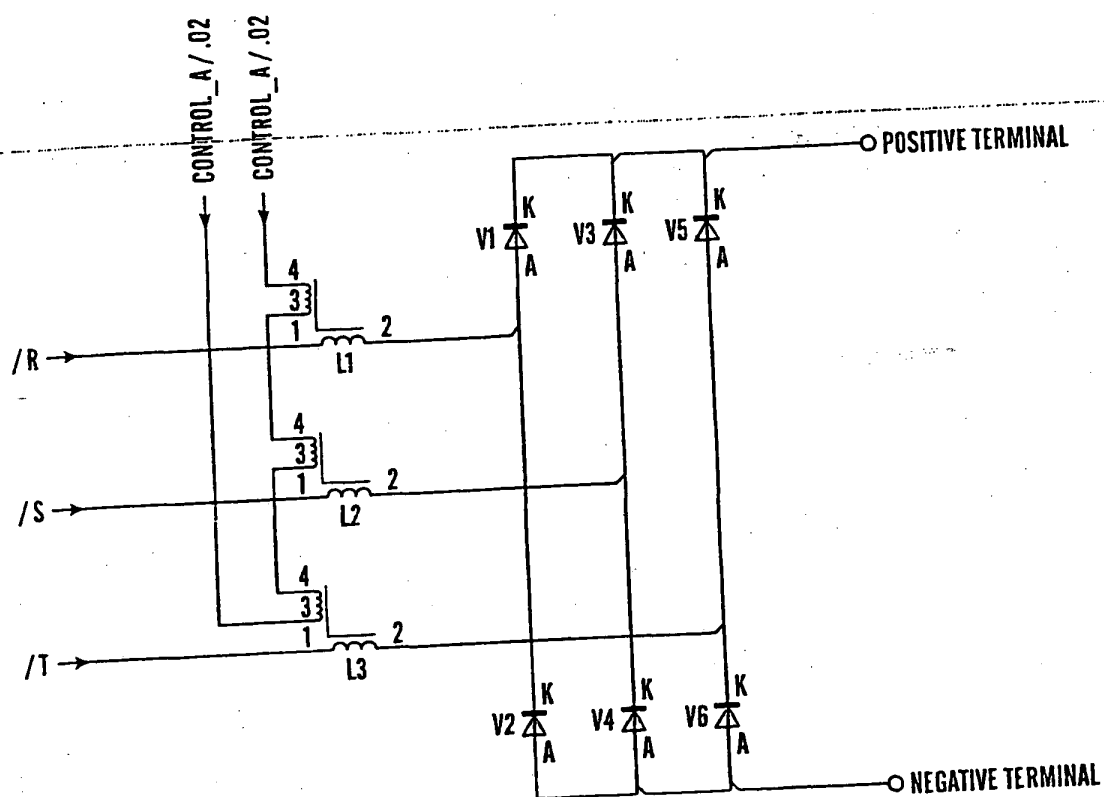 CONTROL_A/.02
CONTROL_A/.02
POSITIVE TERMINAL
K
V1
A
K
V3
A
K
V5
A
4
3
1
2
L1
/R
4
3
1
2
L2
/S
4
3
1
2
L3
/T
K
V2
A
K
V4
A
K
V6
A
NEGATIVE TERMINAL